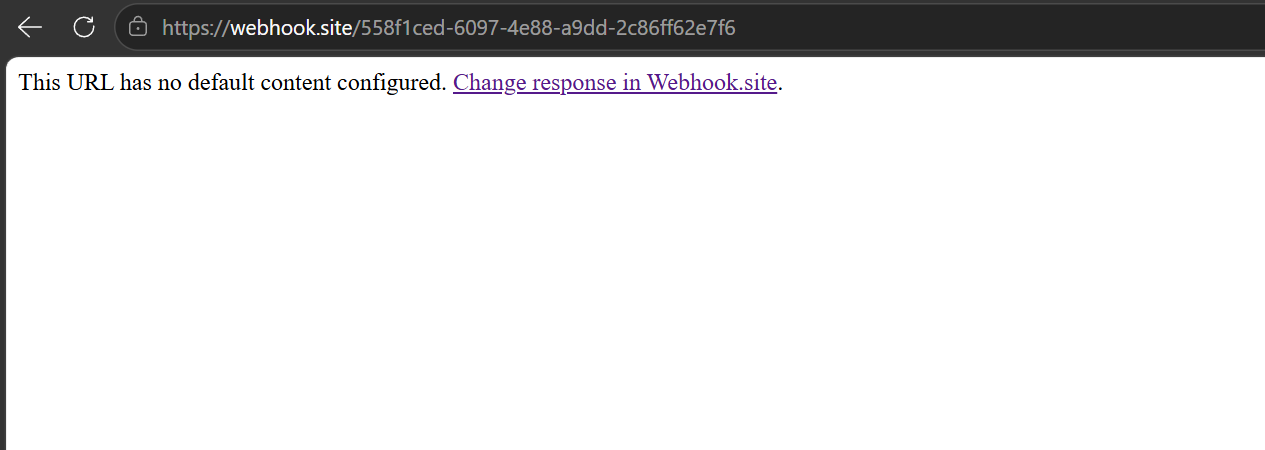 https://webhook.site/558f1ced-6097-4e88-a9dd-2c86ff62e7f6
This URL has no default content configured. Change response in Webhook.site.